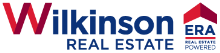 Wilkinson
REAL ESTATE
ERA
REAL ESTATE
POWERED